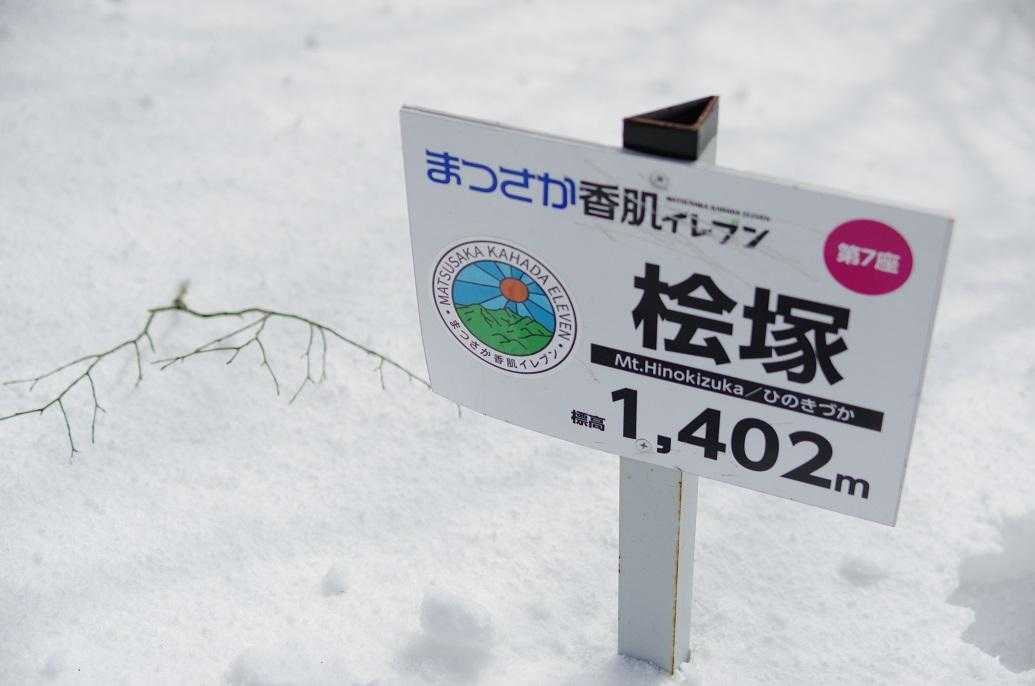 まつさか香肌イレブン
MATSUSAKA KAHADA ELEVEN
第7座
MATSUSAKA KAHADA ELEVEN
まつさか香肌イレブン
桧塚
Mt.Hinokizuka／ひのきづか
標高 1,402m